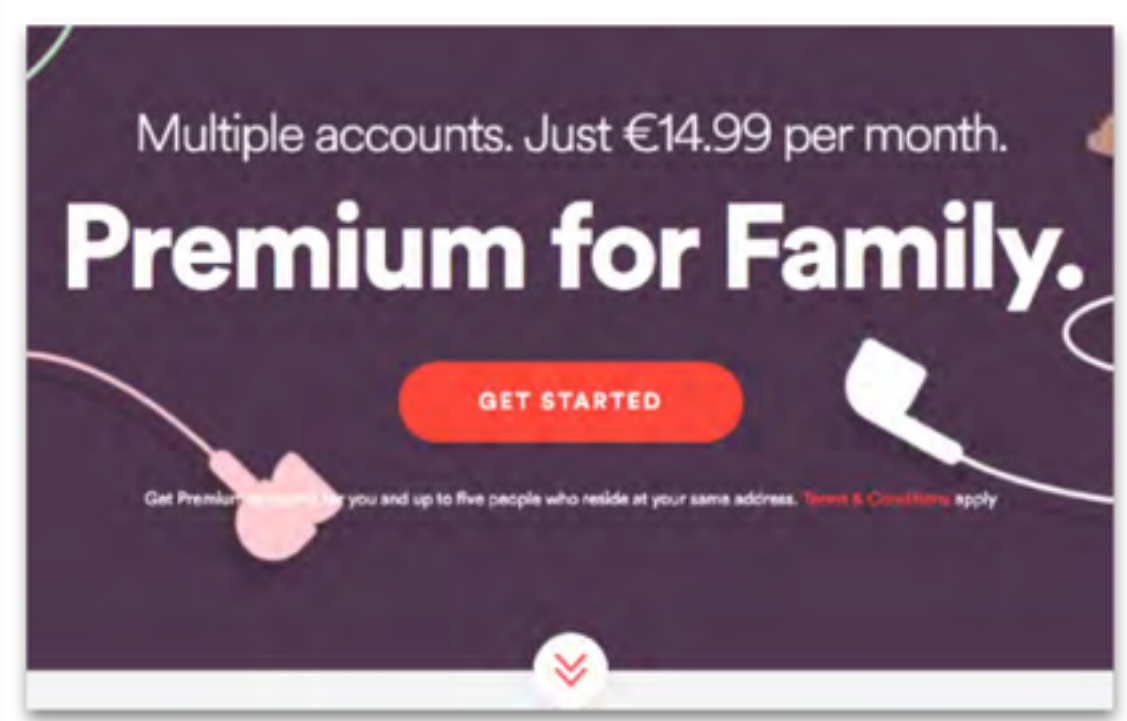 Multiple accounts. Just €14.99 per month.
Premium for Family.
GET STARTED
Get Premium for you and up to five people who reside at your same address. Terms & Conditions apply